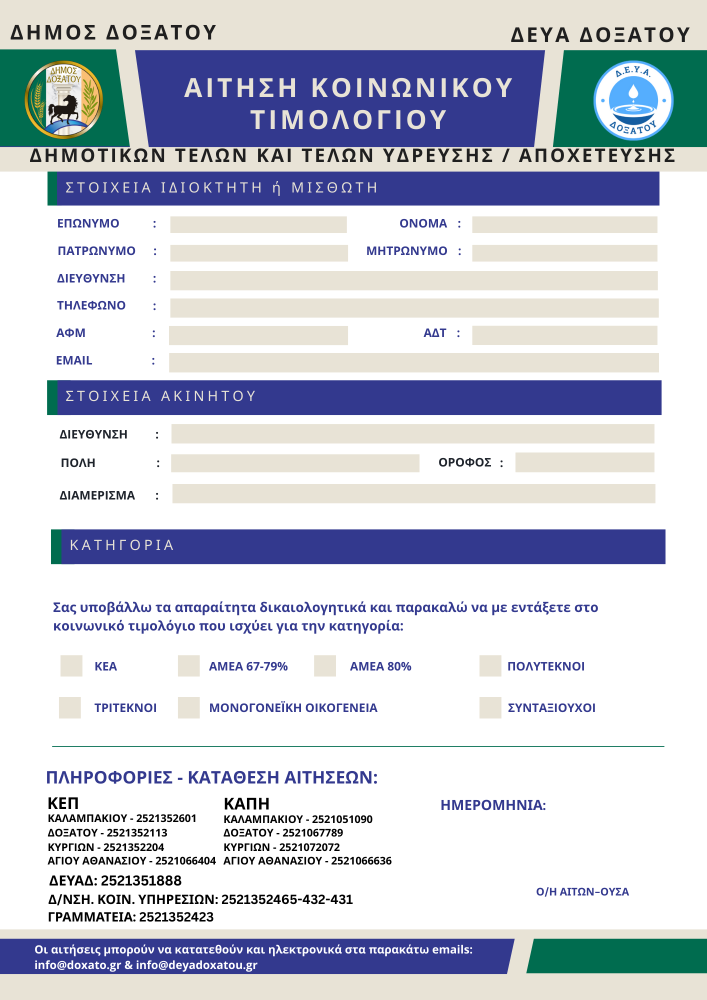 ΔΗΜΟΣ ΔΟΞΑΤΟΥ
ΔΕΥΑ ΔΟΞΑΤΟΥ
ΔΗΜΟΣ
ΔΟΞΑΤΟΥ
ΑΙΤΗΣΗ ΚΟΙΝΩΝΙΚΟΥ
ΤΙΜΟΛΟΓΙΟΥ
Δ.Ε.Υ.Α.
ΔΟΞΑΤΟΥ
ΔΗΜΟΤΙΚΩΝ ΤΕΛΩΝ ΚΑΙ ΤΕΛΩΝ ΥΔΡΕΥΣΗΣ / ΑΠΟΧΕΤΕΥΣΗΣ
ΣΤΟΙΧΕΙΑ ΙΔΙΟΚΤΗΤΗ ή ΜΙΣΘΩΤΗ
ΕΠΩΝΥΜΟ : ΟΝΟΜΑ :
ΠΑΤΡΩΝΥΜΟ : ΜΗΤΡΩΝΥΜΟ :
ΔΙΕΥΘΥΝΣΗ :
ΤΗΛΕΦΩΝΟ :
ΑΦΜ : ΑΔΤ :
EMAIL :
ΣΤΟΙΧΕΙΑ ΑΚΙΝΗΤΟΥ
ΔΙΕΥΘΥΝΣΗ :
ΠΟΛΗ : ΟΡΟΦΟΣ :
ΔΙΑΜΕΡΙΣΜΑ :
ΚΑΤΗΓΟΡΙΑ
Σας υποβάλλω τα απαραίτητα δικαιολογητικά και παρακαλώ να με εντάξετε στο
κοινωνικό τιμολόγιο που ισχύει για την κατηγορία:
ΚΕΑ ΑΜΕΑ 67-79% ΑΜΕΑ 80% ΠΟΛΥΤΕΚΝΟΙ
ΤΡΙΤΕΚΝΟΙ ΜΟΝΟΓΟΝΕΪΚΗ ΟΙΚΟΓΕΝΕΙΑ ΣΥΝΤΑΞΙΟΥΧΟΙ
ΠΛΗΡΟΦΟΡΙΕΣ - ΚΑΤΑΘΕΣΗ ΑΙΤΗΣΕΩΝ:
ΚΕΠ
ΚΑΛΑΜΠΑΚΙΟΥ - 2521352601
ΔΟΞΑΤΟΥ - 2521352113
ΚΥΡΓΙΩΝ - 2521352204
ΑΓΙΟΥ ΑΘΑΝΑΣΙΟΥ - 2521066404
ΚΑΠΗ
ΚΑΛΑΜΠΑΚΙΟΥ - 2521051090
ΔΟΞΑΤΟΥ - 2521067789
ΚΥΡΓΙΩΝ - 2521072072
ΑΓΙΟΥ ΑΘΑΝΑΣΙΟΥ - 2521066636
ΔΕΥΑΔ: 2521351888
Δ/ΝΣΗ. ΚΟΙΝ. ΥΠΗΡΕΣΙΩΝ: 2521352465-432-431
ΓΡΑΜΜΑΤΕΙΑ: 2521352423
ΗΜΕΡΟΜΗΝΙΑ:
Ο/Η ΑΙΤΩΝ–ΟΥΣΑ
Οι αιτήσεις μπορούν να κατατεθούν και ηλεκτρονικά στα παρακάτω emails:
info@doxato.gr & info@deyadoxatou.gr